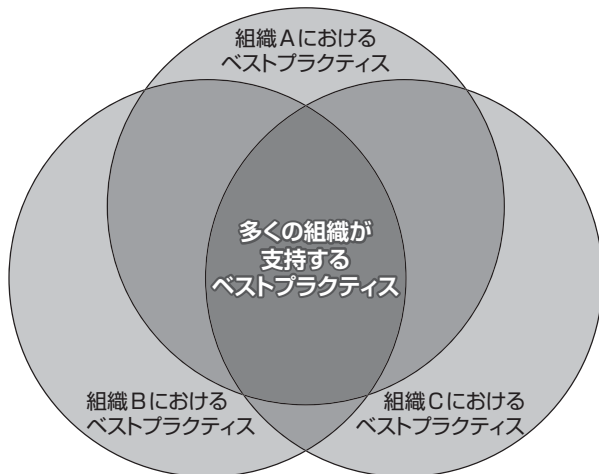 組織Aにおける
ベストプラクティス
多くの組織が
支持する
ベストプラクティス
組織Bにおける
ベストプラクティス
組織Cにおける
ベストプラクティス